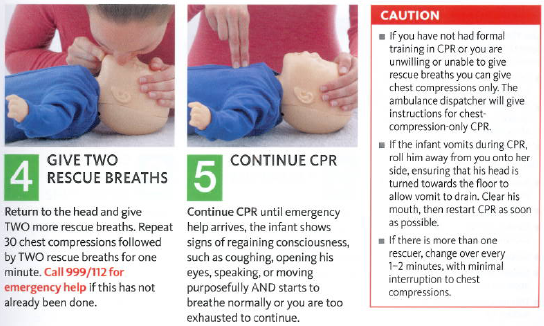 4
GIVE TWO
RESCUE BREATHS
Return to the head and give
TWO more rescue breaths. Repeat
30 chest compressions followed
by TWO rescue breaths for one
minute. Call 999/112 for
emergency help if this has not
already been done.
5
CONTINUE CPR
Continue CPR until emergency
help arrives, the infant shows
signs of regaining consciousness,
such as coughing, opening his
eyes, speaking, or moving
purposefully AND starts to
breathe normally or you are too
exhausted to continue.
CAUTION
■ If you have not had formal
training in CPR or you are
unwilling or unable to give
rescue breaths you can give
chest compressions only. The
ambulance dispatcher will give
instructions for chest-
compression-only CPR.
■ If the infant vomits during CPR,
roll him away from you onto her
side, ensuring that his head is
turned towards the floor to
allow vomit to drain. Clear his
mouth, then restart CPR as soon
as possible.
■ If there is more than one
rescuer, change over every
1–2 minutes, with minimal
interruption to chest
compressions.